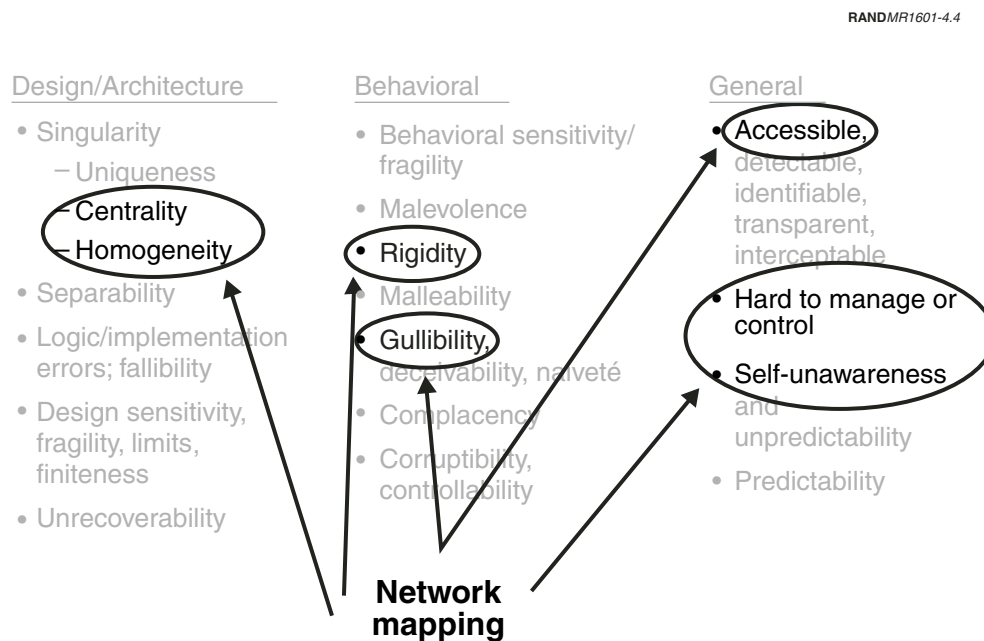 RANDMR1601-4.4
Design/Architecture
• Singularity
– Uniqueness
– Centrality
– Homogeneity
• Separability
• Logic/implementation
errors; fallibility
• Design sensitivity,
fragility, limits,
finiteness
• Unrecoverability
Behavioral
• Behavioral sensitivity/
fragility
• Malevolence
• Rigidity
• Malleability
• Gullibility,
deceivability, naiveté
• Complacency
• Corruptibility,
controllability
General
• Accessible,
detectable,
identifiable,
transparent,
interceptable
• Hard to manage or
control
• Self-unawareness
and
unpredictability
• Predictability
Network
mapping